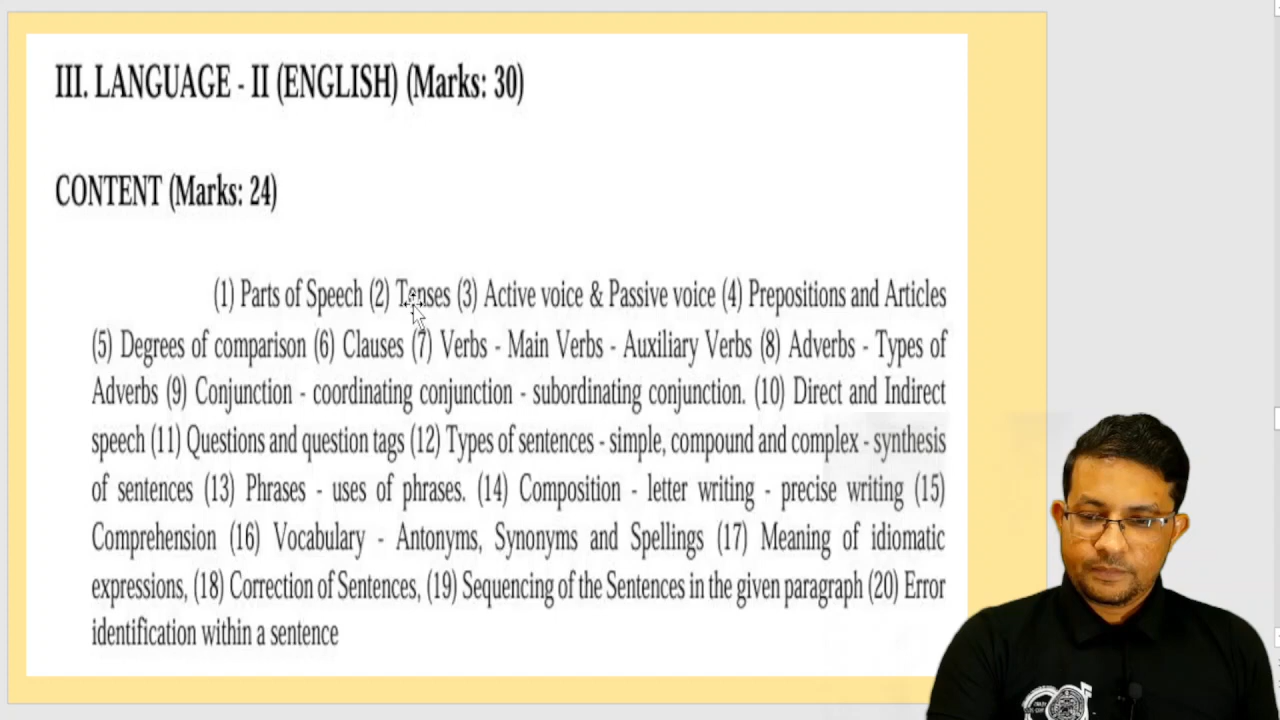 III. LANGUAGE - II (ENGLISH) (Marks: 30)
CONTENT (Marks: 24)
(1) Parts of Speech (2) Tenses (3) Active voice & Passive voice (4) Prepositions and Articles
(5) Degrees of comparison (6) Clauses (7) Verbs - Main Verbs - Auxiliary Verbs (8) Adverbs - Types of
Adverbs (9) Conjunction - coordinating conjunction - subordinating conjunction. (10) Direct and Indirect
speech (11) Questions and question tags (12) Types of sentences - simple, compound and complex - synthesis
of sentences (13) Phrases - uses of phrases. (14) Composition - letter writing - precise writing (15)
Comprehension (16) Vocabulary - Antonyms, Synonyms and Spellings (17) Meaning of idiomatic
expressions, (18) Correction of Sentences, (19) Sequencing of the Sentences in the given paragraph (20) Error
identification within a sentence